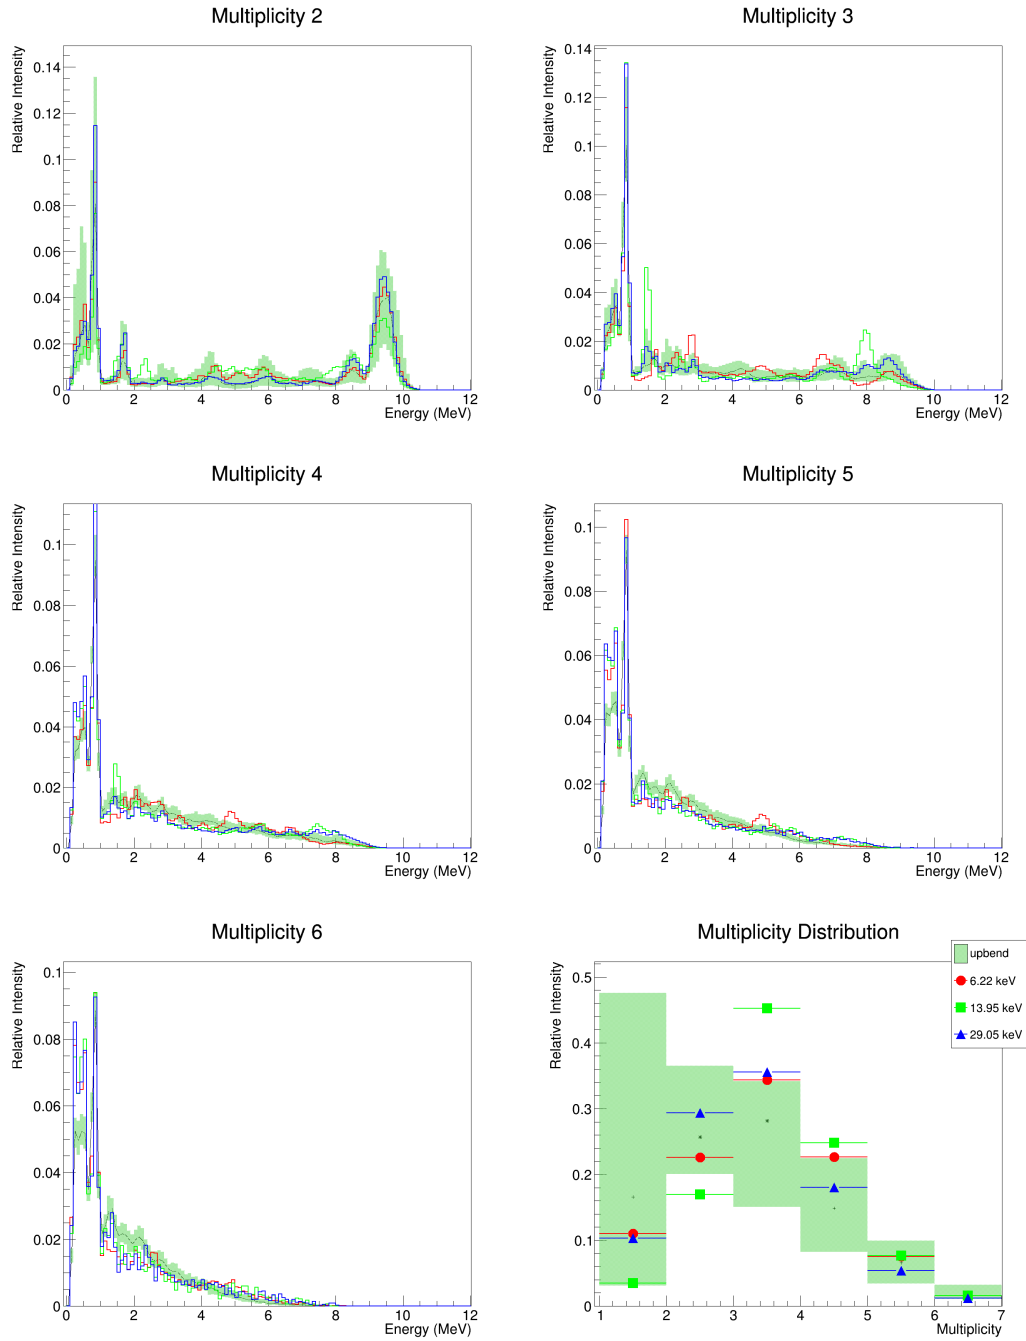 Multiplicity 2
Relative Intensity
0.14
0.12
0.1
0.08
0.06
0.04
0.02
0
0 2 4 6 8 10 12
Energy (MeV)
Multiplicity 3
Relative Intensity
0.14
0.12
0.1
0.08
0.06
0.04
0.02
0
0 2 4 6 8 10 12
Energy (MeV)
Multiplicity 4
Relative Intensity
0.1
0.08
0.06
0.04
0.02
0
0 2 4 6 8 10 12
Energy (MeV)
Multiplicity 5
Relative Intensity
0.1
0.08
0.06
0.04
0.02
0
0 2 4 6 8 10 12
Energy (MeV)
Multiplicity 6
Relative Intensity
0.1
0.08
0.06
0.04
0.02
0
0 2 4 6 8 10 12
Energy (MeV)
Multiplicity Distribution
Relative Intensity
0.5
0.4
0.3
0.2
0.1
0
1 2 3 4 5 6 7
Multiplicity
upbend
6.22 keV
13.95 keV
29.05 keV